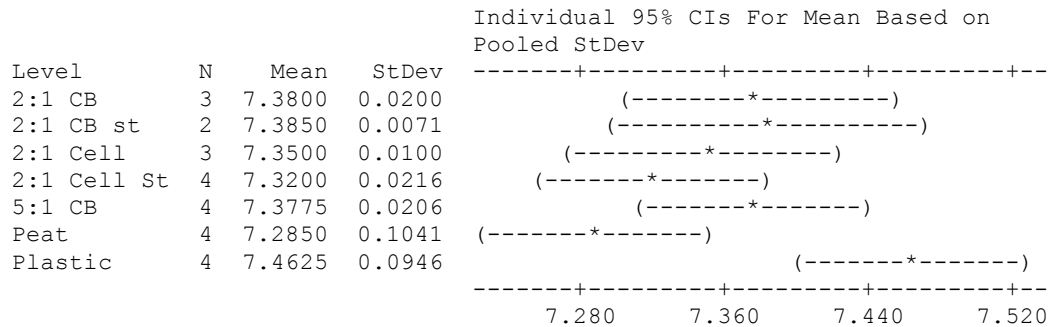 Individual 95% CIs For Mean Based on
                                  Pooled StDev
Level        N    Mean   StDev    -------+---------+---------+---------+--
2:1 CB       3  7.3800  0.0200              (--------*---------)
2:1 CB st    2  7.3850  0.0071             (----------*----------)
2:1 Cell     3  7.3500  0.0100          (---------*--------)
2:1 Cell St  4  7.3200  0.0216        (-------*-------)
5:1 CB       4  7.3775  0.0206               (-------*-------)
Peat         4  7.2850  0.1041    (-------*-------)
Plastic      4  7.4625  0.0946                          (-------*-------)
                                  -------+---------+---------+---------+--
                                       7.280     7.360     7.440     7.520